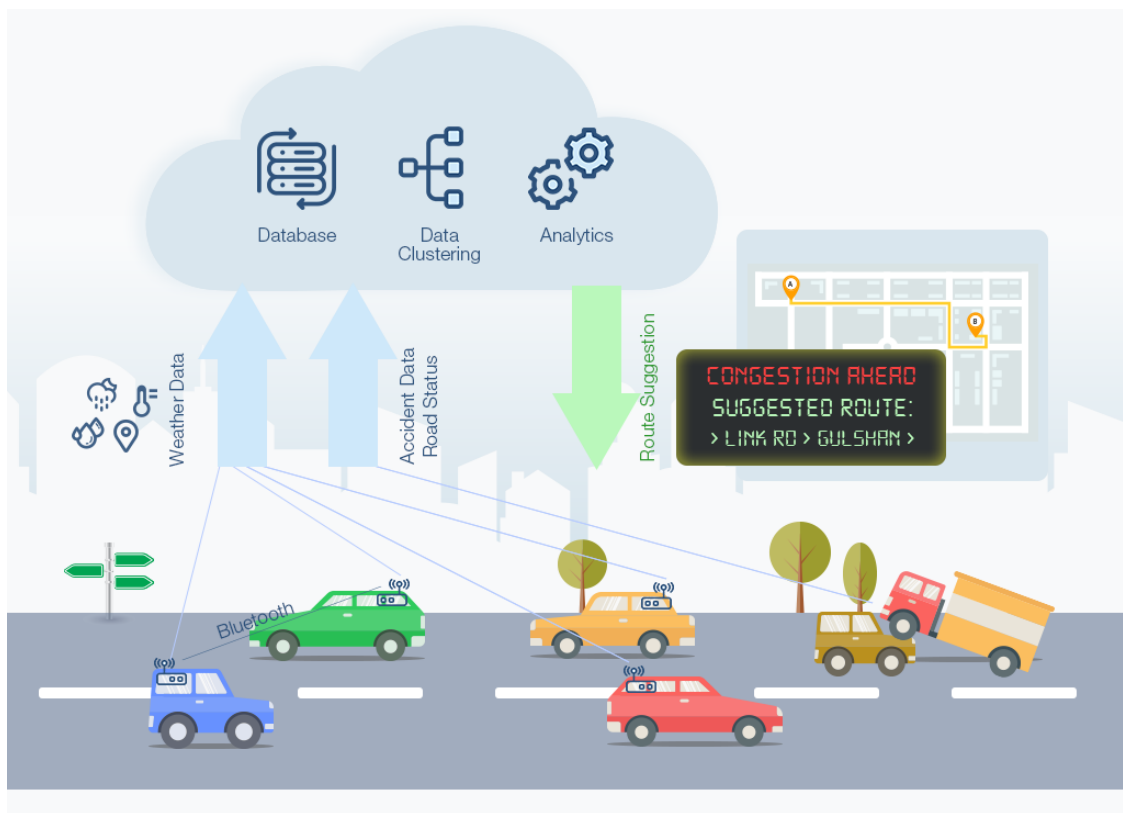 Database
Data
Clustering
Analytics
Weather Data
Accident Data
Road Status
Route Suggestion
A
B
CONGESTION AHEAD
SUGGESTED ROUTE:
> LINK RD > GULSHAN >
Bluetooth